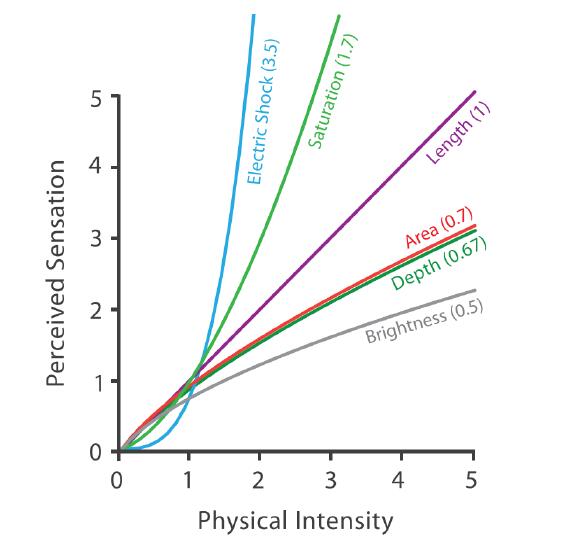 Electric Shock (3.5)
Saturation (1.7)
Length (1)
Area (0.7)
Depth (0.67)
Brightness (0.5)
Perceived Sensation
5
4
3
2
1
0
0 1 2 3 4 5
Physical Intensity